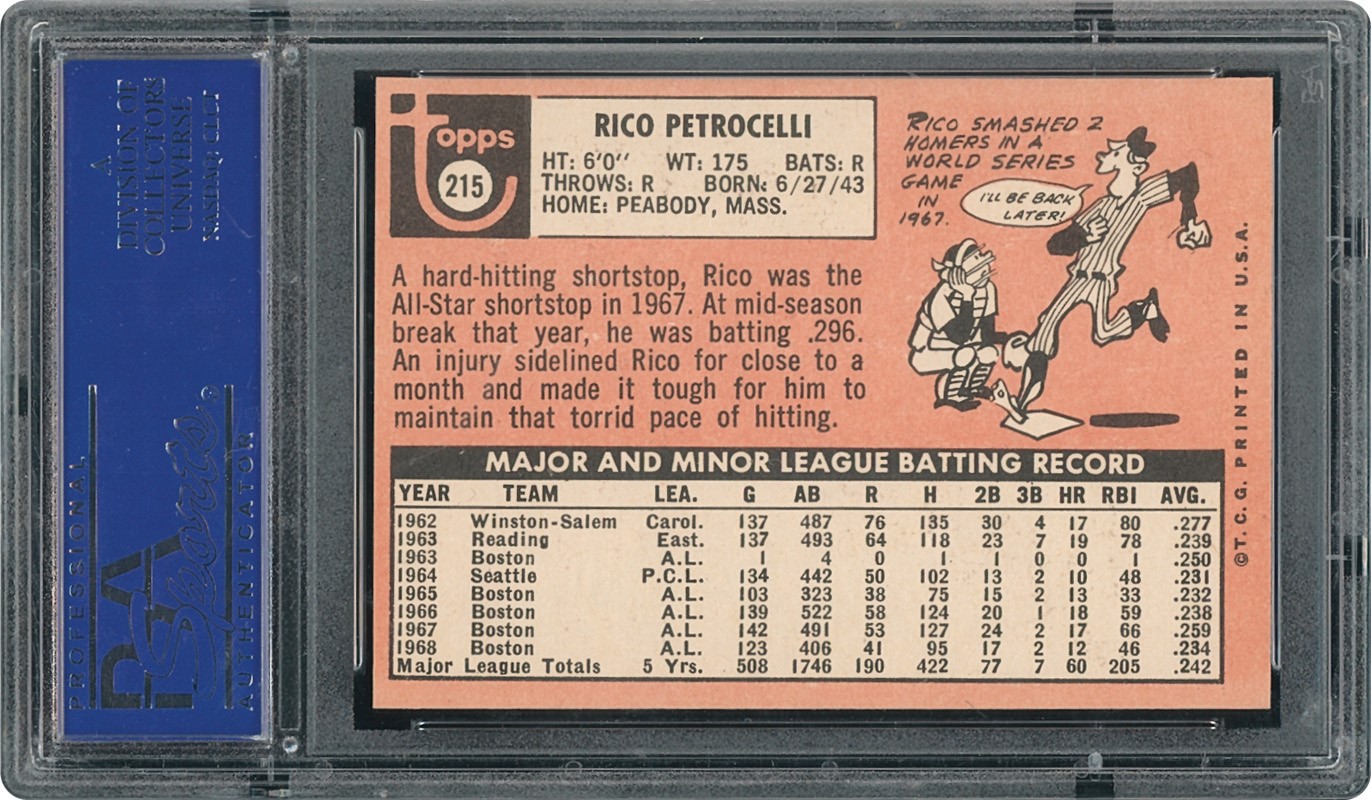 A
DIVISION OF
COLLECTORS
UNIVERSE
NASDAQ: CLCT
PROFESSIONAL
PSA
Sports®
AUTHENTICATOR
Topps
215
RICO PETROCELLI
HT: 6'0'' WT: 175 BATS: R
THROWS: R BORN: 6/27/43
HOME: PEABODY, MASS.
RICO SMASHED 2
HOMERS IN A
WORLD SERIES
GAME
IN
1967.
I'LL BE BACK
LATER!
A hard-hitting shortstop, Rico was the
All-Star shortstop in 1967. At mid-season
break that year, he was batting .296.
An injury sidelined Rico for close to a
month and made it tough for him to
maintain that torrid pace of hitting.
MAJOR AND MINOR LEAGUE BATTING RECORD
YEAR TEAM LEA. G AB R H 2B 3B HR RBI AVG.
1962 Winston-Salem Carol. 137 487 76 135 30 4 17 80 .277
1963 Reading East. 137 493 64 118 23 7 19 78 .239
1963 Boston A.L. 1 4 0 1 1 0 0 1 .250
1964 Seattle P.C.L. 134 442 50 102 13 2 10 48 .231
1965 Boston A.L. 103 323 38 75 15 2 13 33 .232
1966 Boston A.L. 139 522 58 124 20 1 18 59 .238
1967 Boston A.L. 142 491 53 127 24 2 17 66 .259
1968 Boston A.L. 123 406 41 95 17 2 12 46 .234
Major League Totals 5 Yrs. 508 1746 190 422 77 7 60 205 .242
©T.C.G. PRINTED IN U.S.A.